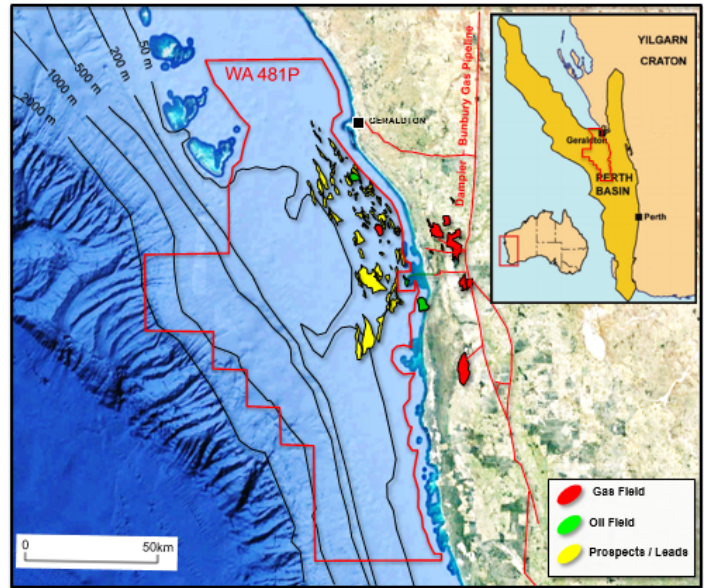 WA 481P
GERALDTON
50 m
200 m
500 m
1000 m
2000 m
Dampier – Bunbury Gas Pipeline
YILGARN
CRATON
Geraldton
PERTH
BASIN
Perth
Gas Field
Oil Field
Prospects / Leads
0 50km